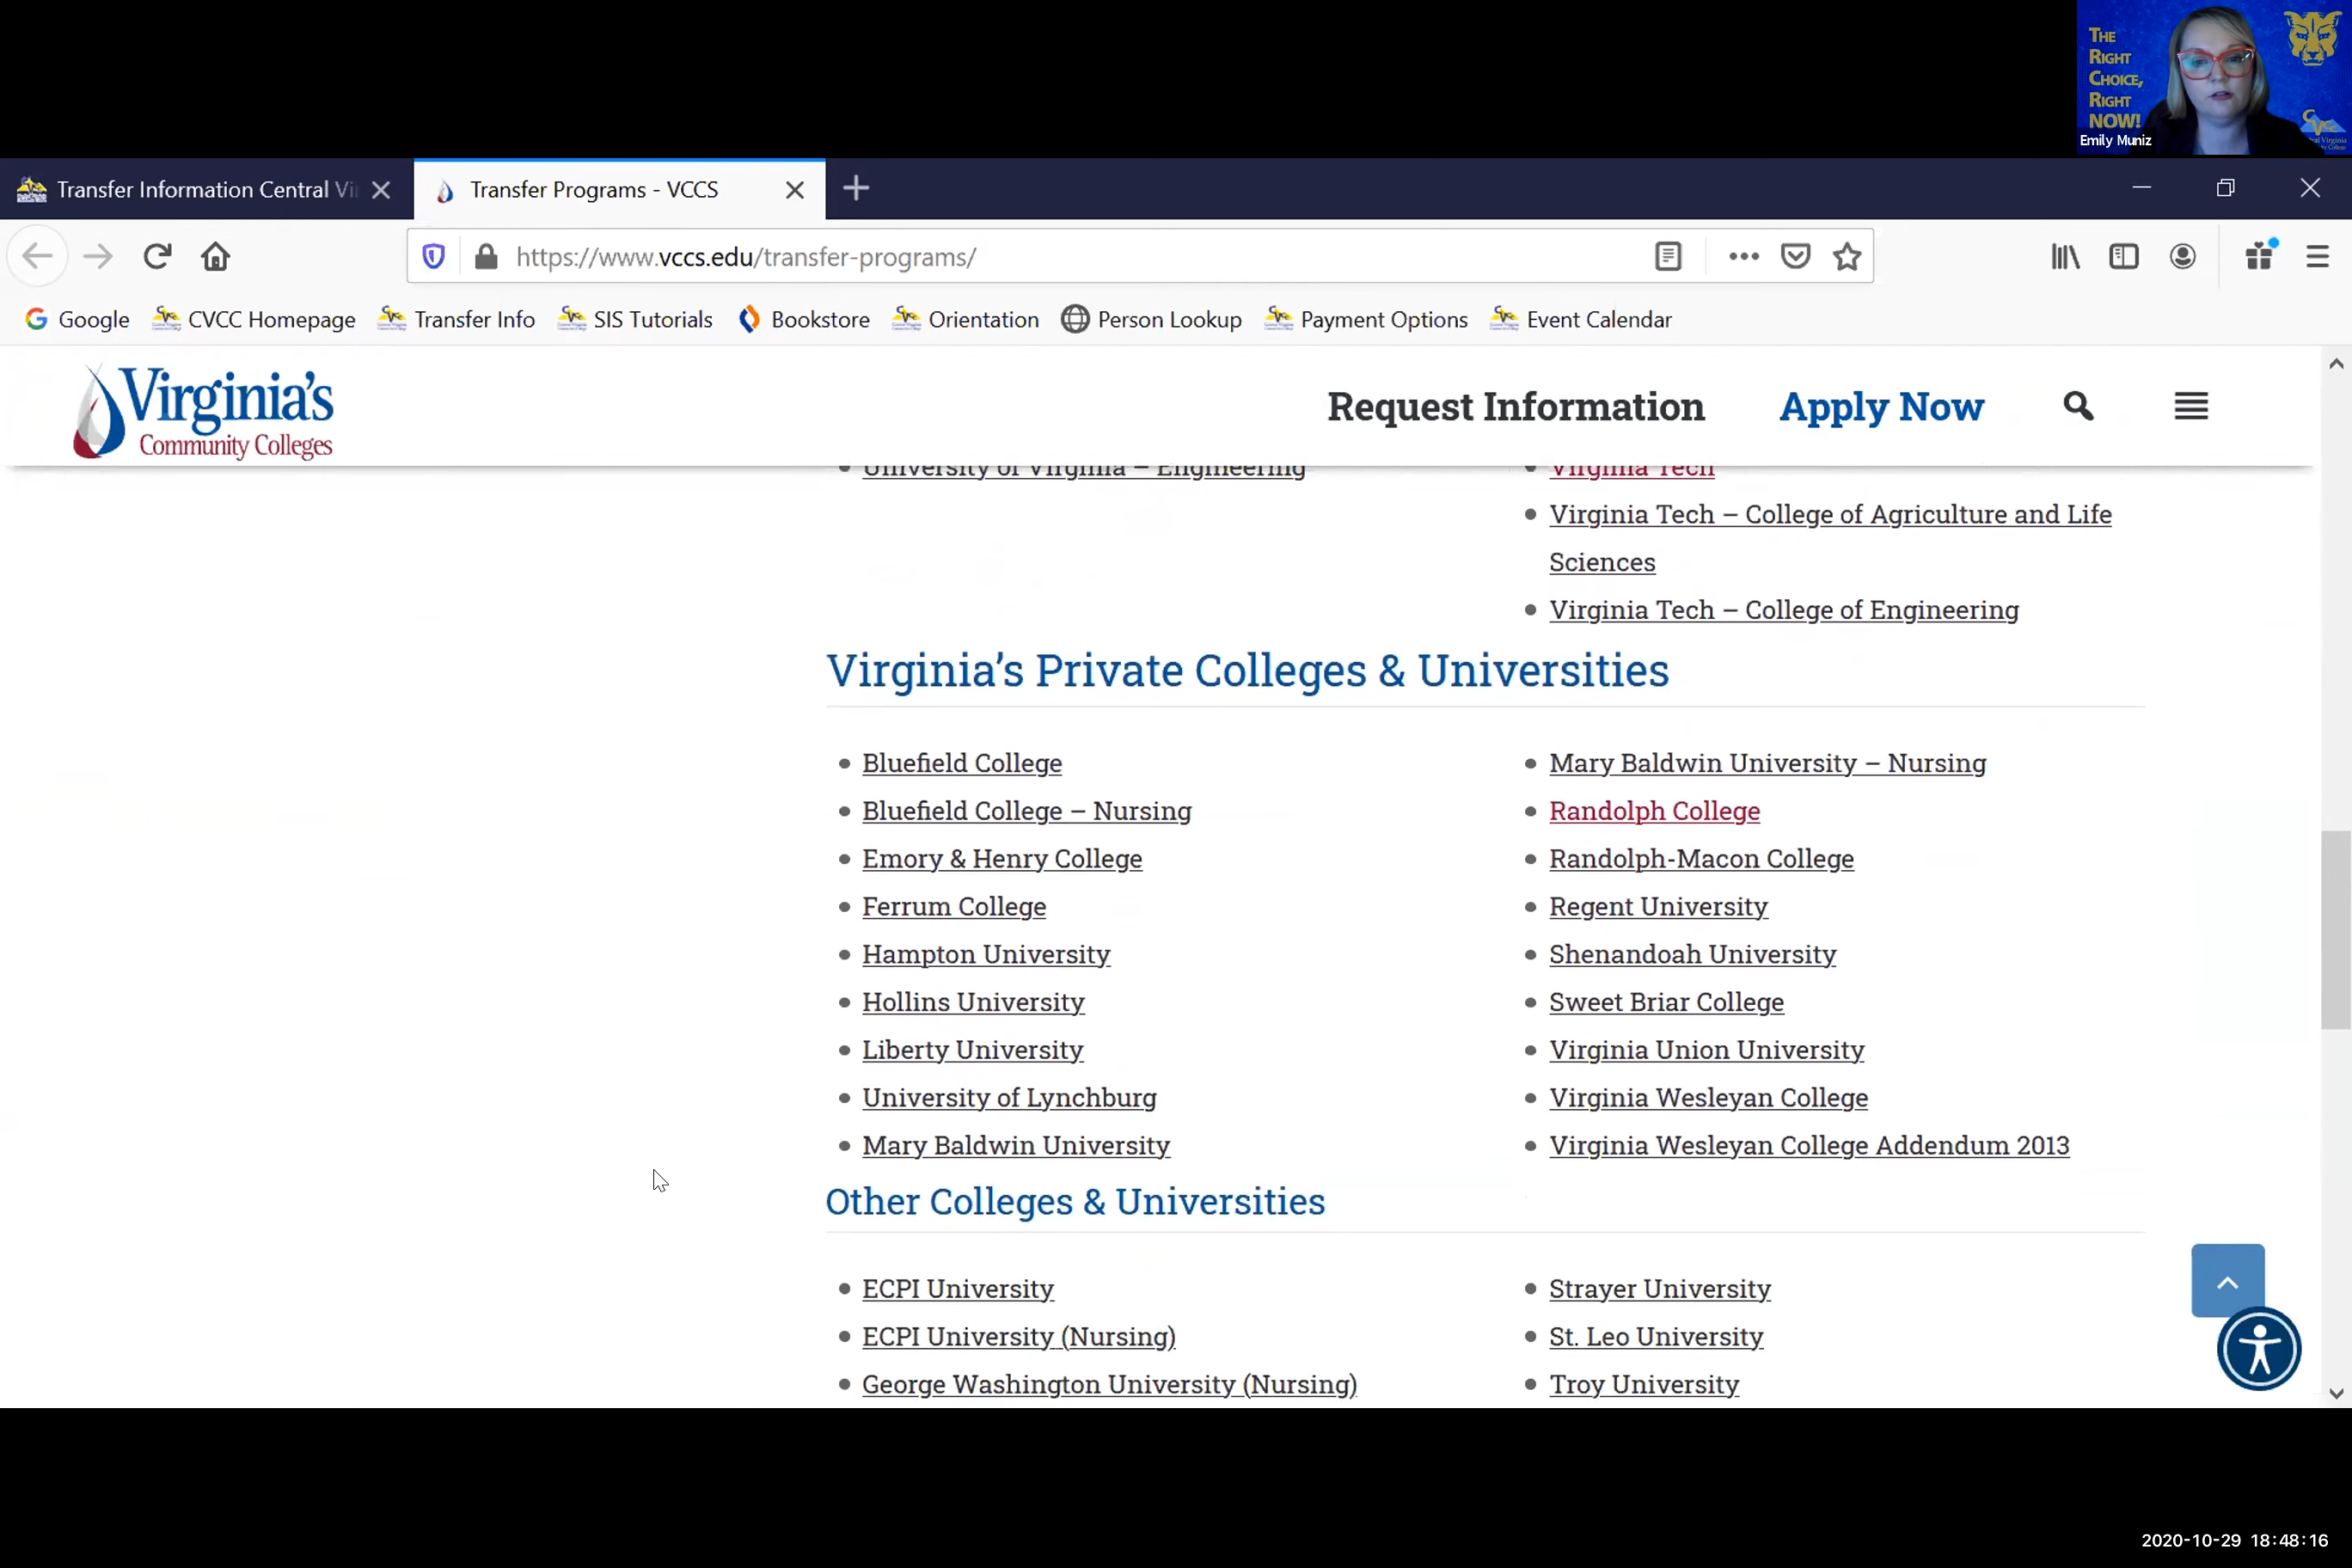 THE
RIGHT
CHOICE,
RIGHT
NOW!
Emily Muniz
Transfer Information Central Vi
Transfer Programs - VCCS
https://www.vccs.edu/transfer-programs/
Google
CVCC Homepage
Transfer Info
SIS Tutorials
Bookstore
Orientation
Person Lookup
Payment Options
Event Calendar
Virginia's
Community Colleges
Request Information
Apply Now
University of Virginia – Engineering
Virginia Tech
Virginia Tech – College of Agriculture and Life
Sciences
Virginia Tech – College of Engineering
Virginia’s Private Colleges & Universities
Bluefield College
Bluefield College – Nursing
Emory & Henry College
Ferrum College
Hampton University
Hollins University
Liberty University
University of Lynchburg
Mary Baldwin University
Mary Baldwin University – Nursing
Randolph College
Randolph-Macon College
Regent University
Shenandoah University
Sweet Briar College
Virginia Union University
Virginia Wesleyan College
Virginia Wesleyan College Addendum 2013
Other Colleges & Universities
ECPI University
ECPI University (Nursing)
George Washington University (Nursing)
Strayer University
St. Leo University
Troy University
2020-10-29 18:48:16